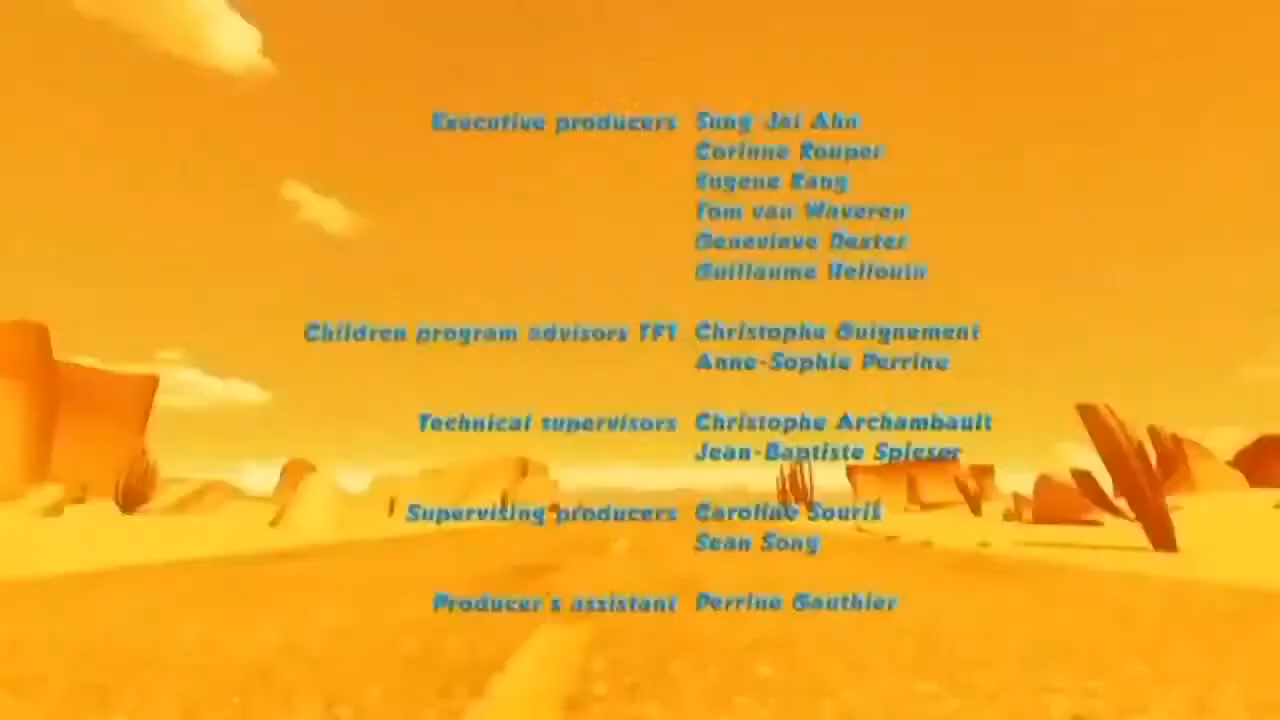 Executive producers Sung Jai Ahn
Corinne Kouper
Eugene Kang
Tom van Waveren
Genevieve Dexter
Guillaume Hellouin
Children program advisors TF1 Christophe Guignement
Anne-Sophie Perrine
Technical supervisors Christophe Archambault
Jean-Baptiste Spieser
Supervising producers Caroline Souris
Sean Song
Producer's assistant Perrine Gauthier